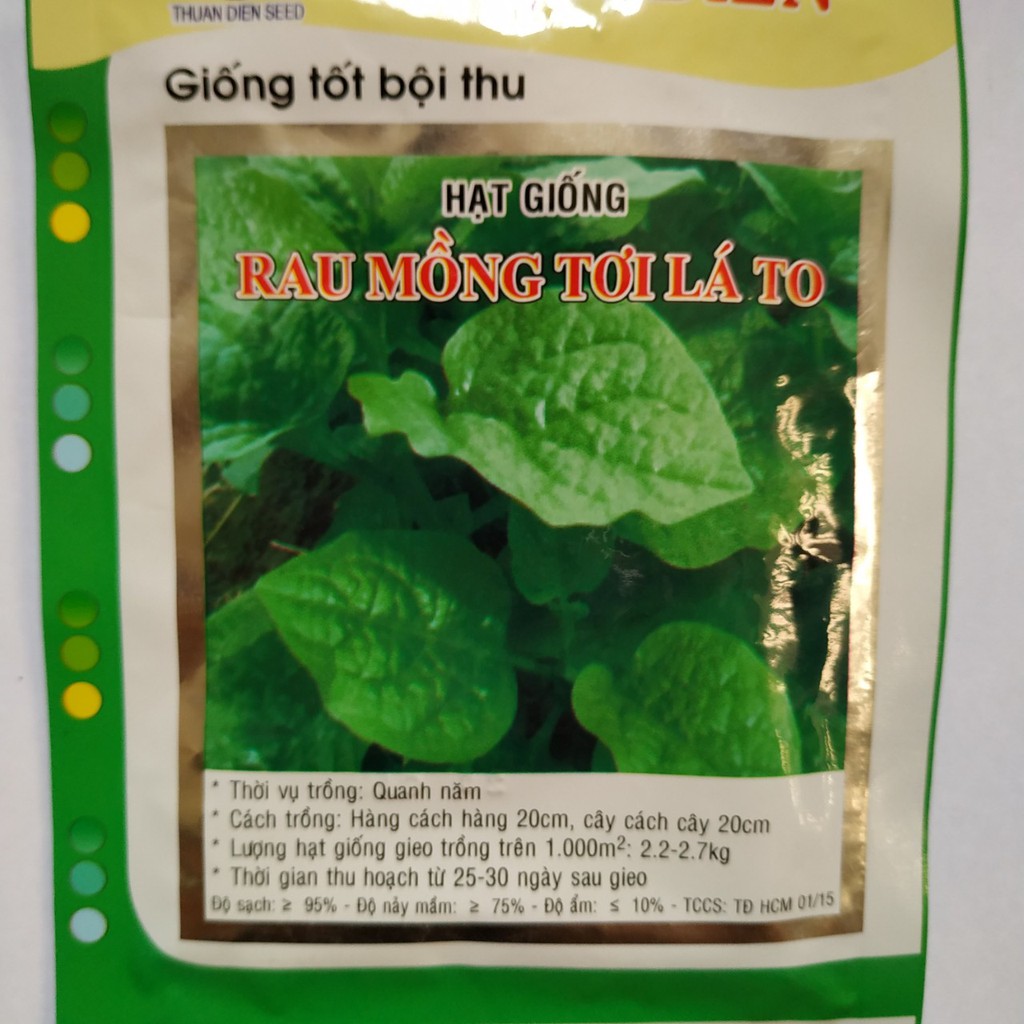 THUAN DIEN SEED
Giống tốt bội thu
HẠT GIỐNG
RAU MỒNG TƠI LÁ TO
* Thời vụ trồng: Quanh năm
* Cách trồng: Hàng cách hàng 20cm, cây cách cây 20cm
* Lượng hạt giống gieo trồng trên 1.000m²: 2.2-2.7kg
* Thời gian thu hoạch từ 25-30 ngày sau gieo
Độ sạch: ≥ 95% - Độ nảy mầm: ≥ 75% - Độ ẩm: ≤ 10% - TCCS: TĐ HCM 01/15